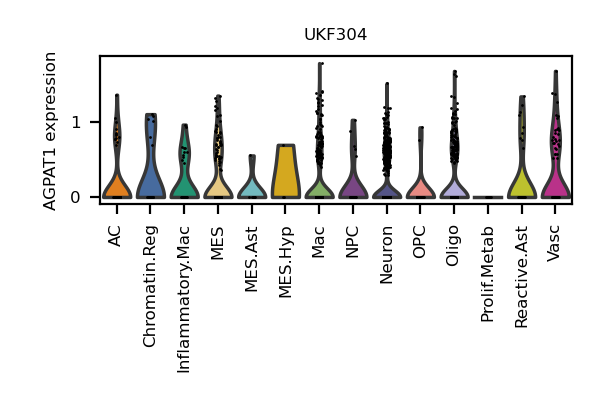 UKF304
AGPAT1 expression
1
0
AC
Chromatin.Reg
Inflammatory.Mac
MES
MES.Ast
MES.Hyp
Mac
NPC
Neuron
OPC
Oligo
Prolif.Metab
Reactive.Ast
Vasc